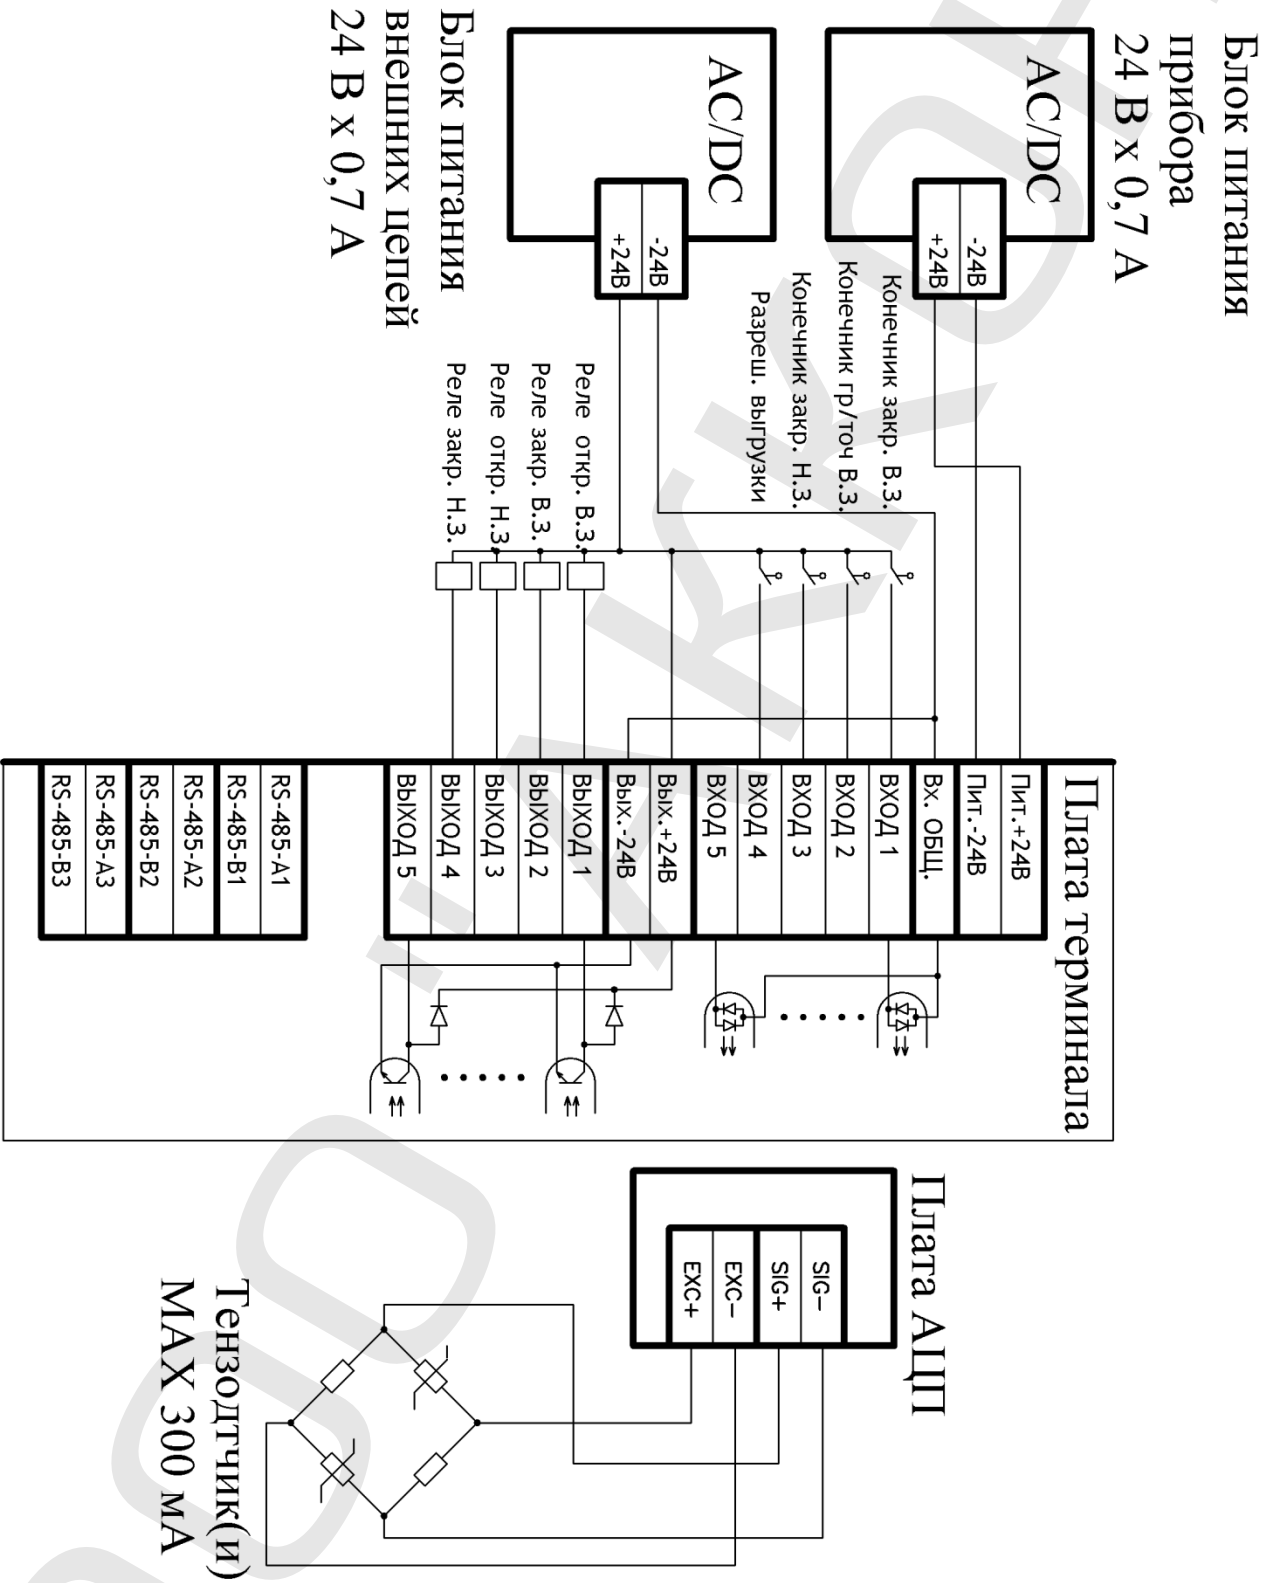 Блок питания
прибора
24 В х 0,7 А
AC/DC
-24В
+24В
AC/DC
-24В
+24В
Блок питания
внешних цепей
24 В х 0,7 А
Конечник закр. В.З.
Конечник гр/точ В.З.
Конечник закр. Н.З.
Разреш. выгрузки
Реле откр. В.З.
Реле закр. В.З.
Реле откр. Н.З.
Реле закр. Н.З.
Плата терминала
Пит.+24В
Пит.-24В
Вх. ОБЩ.
ВХОД 1
ВХОД 2
ВХОД 3
ВХОД 4
ВХОД 5
Вых.+24В
Вых.-24В
ВЫХОД 1
ВЫХОД 2
ВЫХОД 3
ВЫХОД 4
ВЫХОД 5
RS-485-A1
RS-485-B1
RS-485-A2
RS-485-B2
RS-485-A3
RS-485-B3
Плата АЦП
SIG—
SIG+
EXC—
EXC+
Тензодтчик(и)
MAX 300 мА